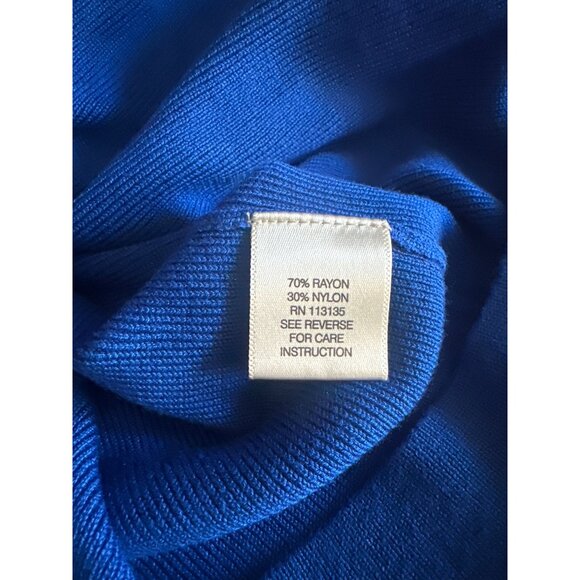 70% RAYON
30% NYLON
RN 113135
SEE REVERSE
FOR CARE
INSTRUCTION